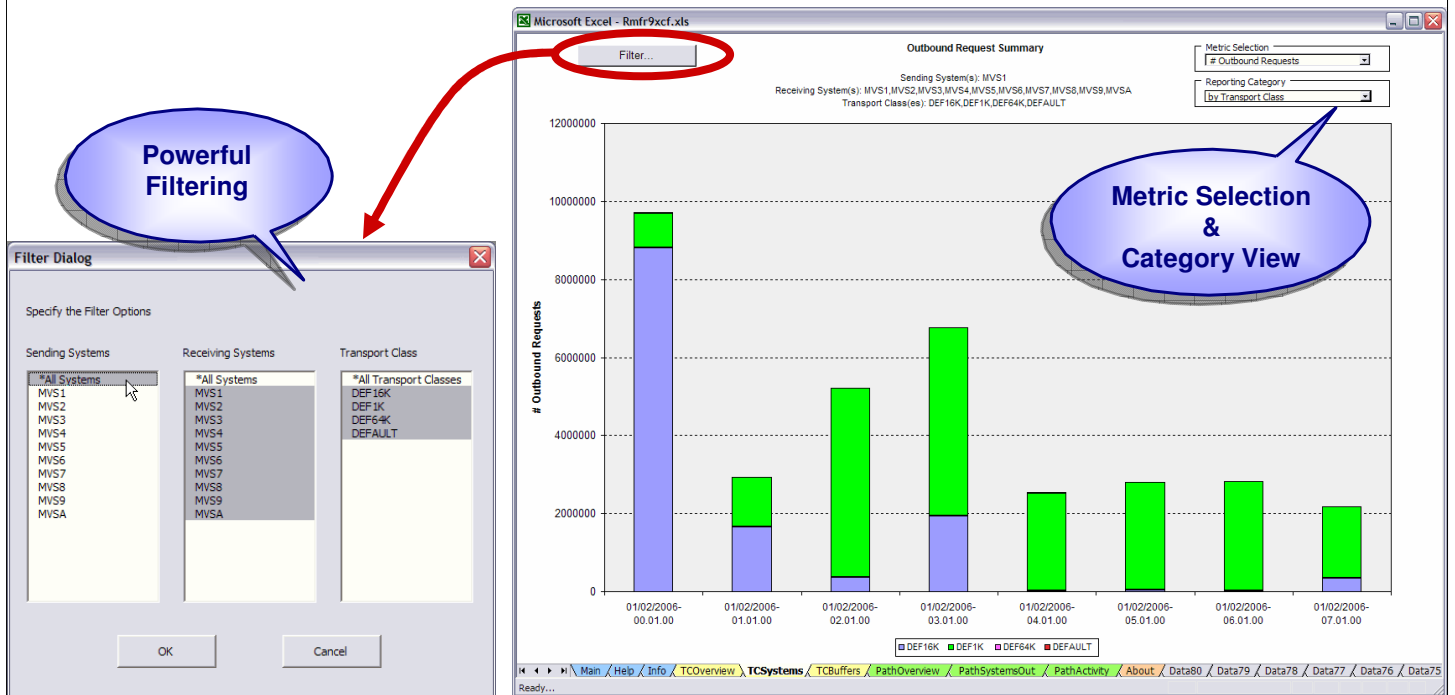 Microsoft Excel - Rmfr9xcf.xls
Filter...
Outbound Request Summary
Sending System(s): MVS1
Receiving System(s): MVS1,MVS2,MVS3,MVS4,MVS5,MVS6,MVS7,MVS8,MVS9,MVSA
Transport Class(es): DEF16K,DEF1K,DEF64K,DEFAULT
Metric Selection
# Outbound Requests
Reporting Category
by Transport Class
Powerful
Filtering
Metric Selection
&
Category View
Filter Dialog
Specify the Filter Options
Sending Systems
*All Systems
MVS1
MVS2
MVS3
MVS4
MVS5
MVS6
MVS7
MVS8
MVS9
MVSA
Receiving Systems
*All Systems
MVS1
MVS2
MVS3
MVS4
MVS5
MVS6
MVS7
MVS8
MVS9
MVSA
Transport Class
*All Transport Classes
DEF16K
DEF1K
DEF64K
DEFAULT
OK
Cancel
# Outbound Requests
12000000
10000000
8000000
6000000
4000000
2000000
0
01/02/2006-
00.01.00
01/02/2006-
01.01.00
01/02/2006-
02.01.00
01/02/2006-
03.01.00
01/02/2006-
04.01.00
01/02/2006-
05.01.00
01/02/2006-
06.01.00
01/02/2006-
07.01.00
DEF16K DEF1K DEF64K DEFAULT
Main / Help / Info / TCOverview TCSystems / TCBuffers / PathOverview / PathSystemsOut / PathActivity / About / Data80 / Data79 / Data78 / Data77 / Data76 / Data75
Ready...